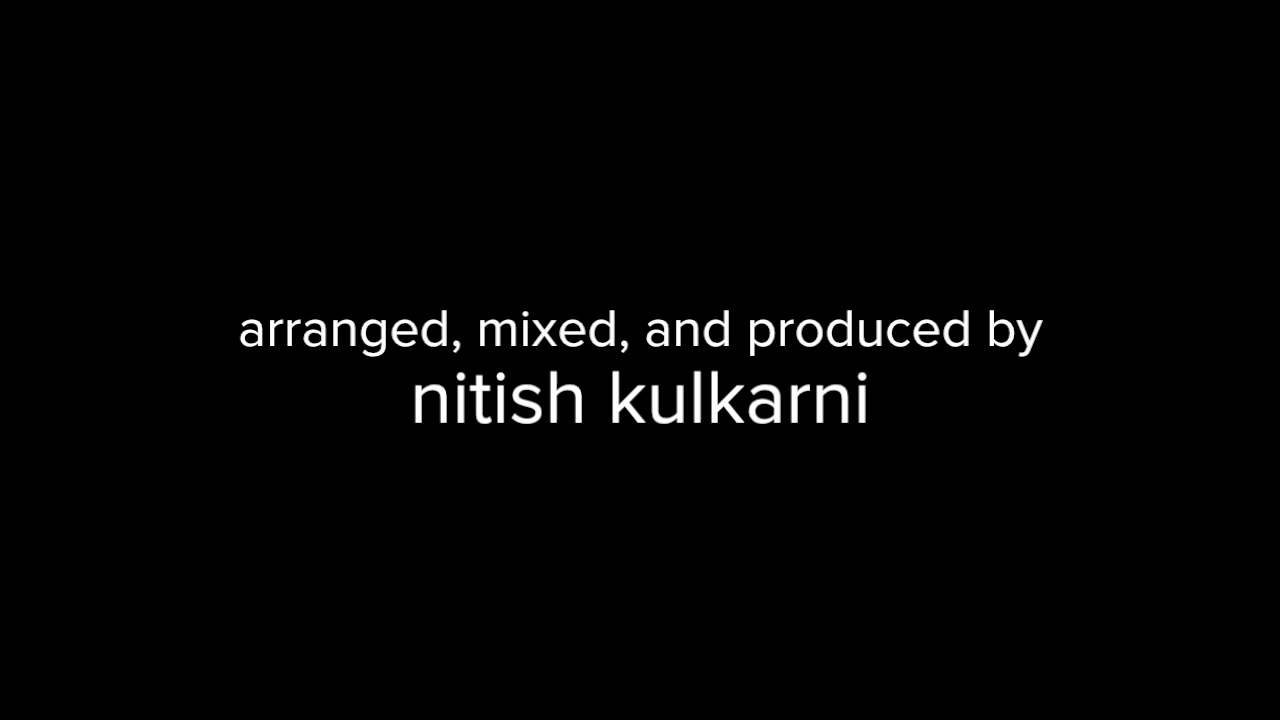 arranged, mixed, and produced by
nitish kulkarni